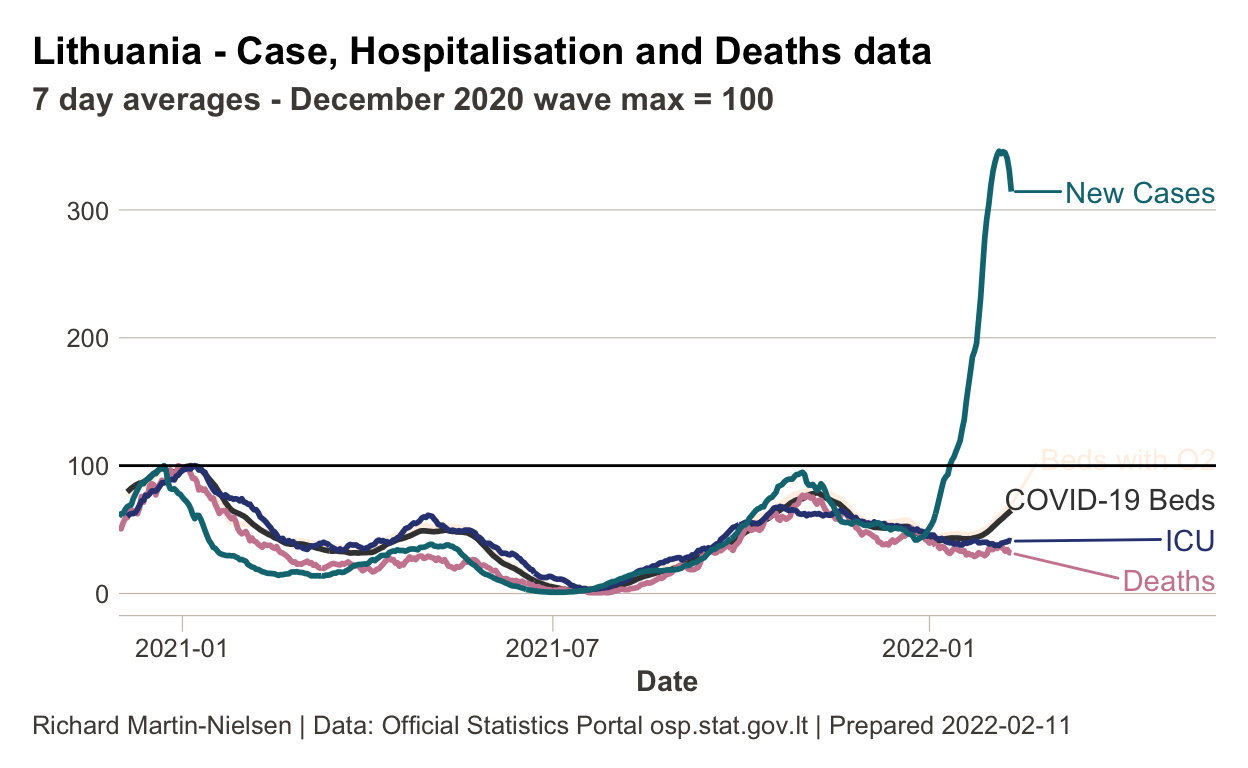 Lithuania - Case, Hospitalisation and Deaths data
7 day averages - December 2020 wave max = 100
300
200
100
0
New Cases
Beds with O2
COVID-19 Beds
ICU
Deaths
2021-01
2021-07
2022-01
Date
Richard Martin-Nielsen | Data: Official Statistics Portal osp.stat.gov.lt | Prepared 2022-02-11